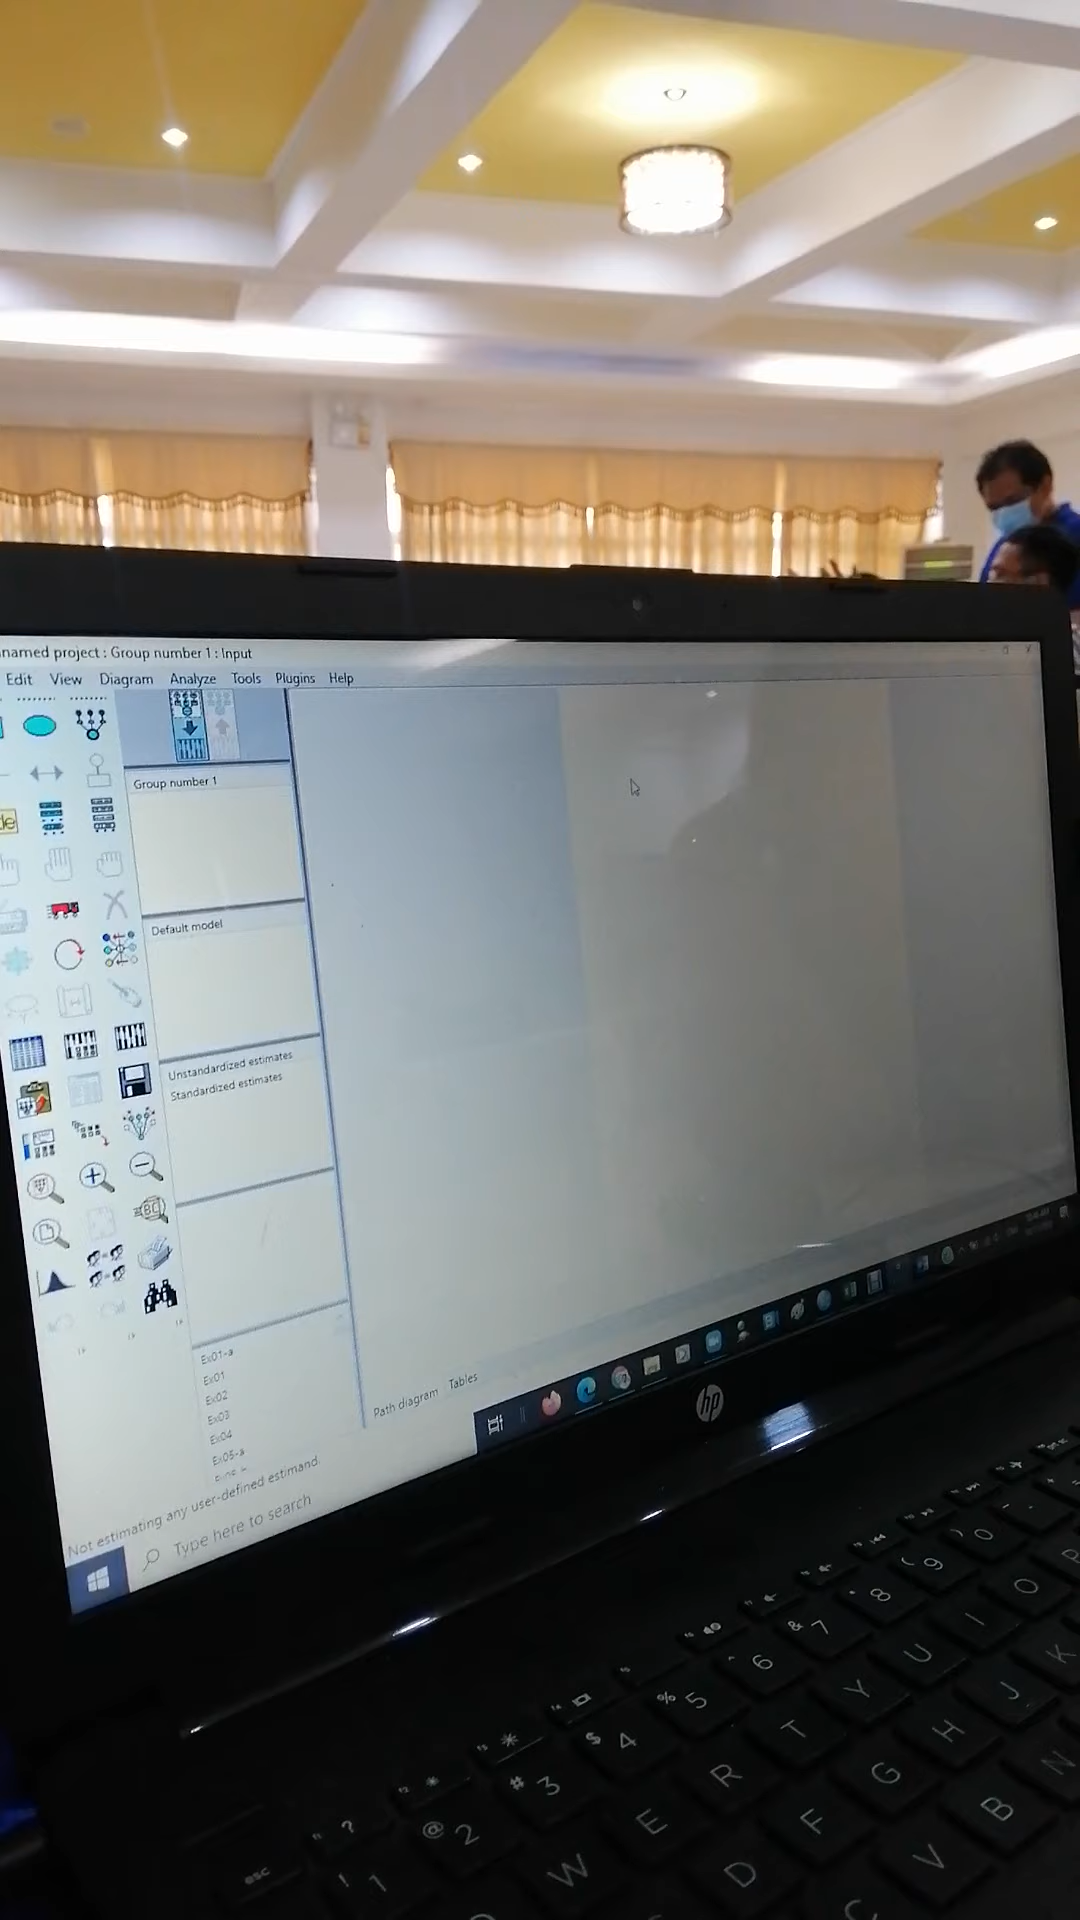 named project : Group number 1 : Input
Edit View Diagram Analyze Tools Plugins Help
Group number 1
Default model
Unstandardized estimates
Standardized estimates
Ex01-a
Ex01
Ex02
Ex03
Ex04
Ex05-a
Path diagram Tables
Not estimating any user-defined estimand.
Type here to search
hp
esc
! 1 @ 2 # 3 $ 4 % 5 ^ 6 & 7 * 8 ( 9 ) 0
W E R T Y U I O P
D F G H J K
C V B N